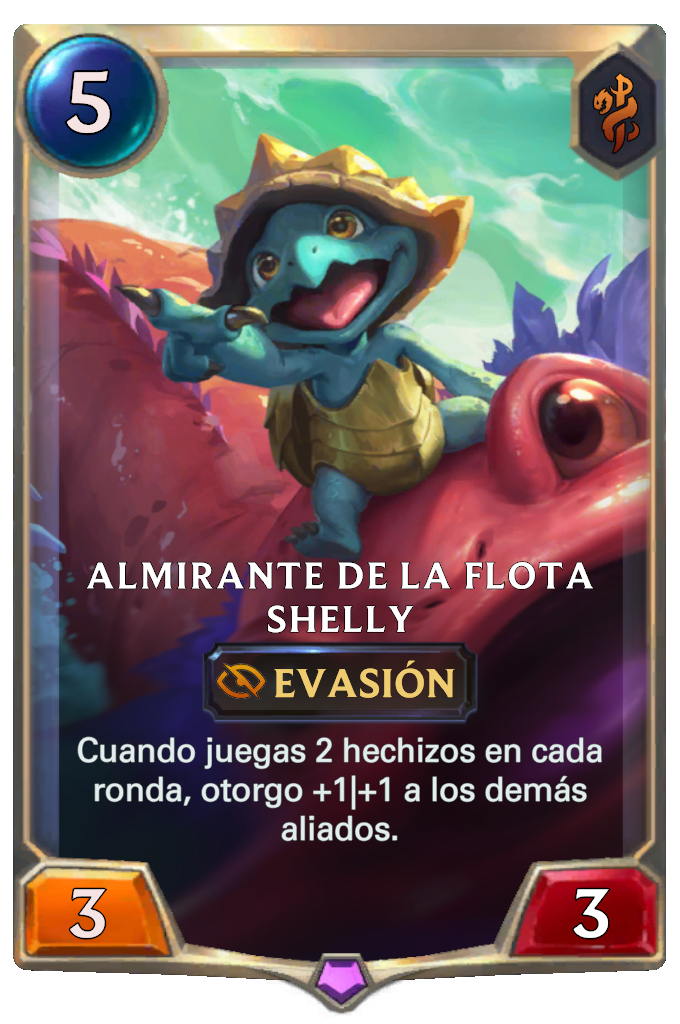 5
ALMIRANTE DE LA FLOTA
SHELLY
EVASIÓN
Cuando juegas 2 hechizos en cada
ronda, otorgo +1|+1 a los demás
aliados.
3
3